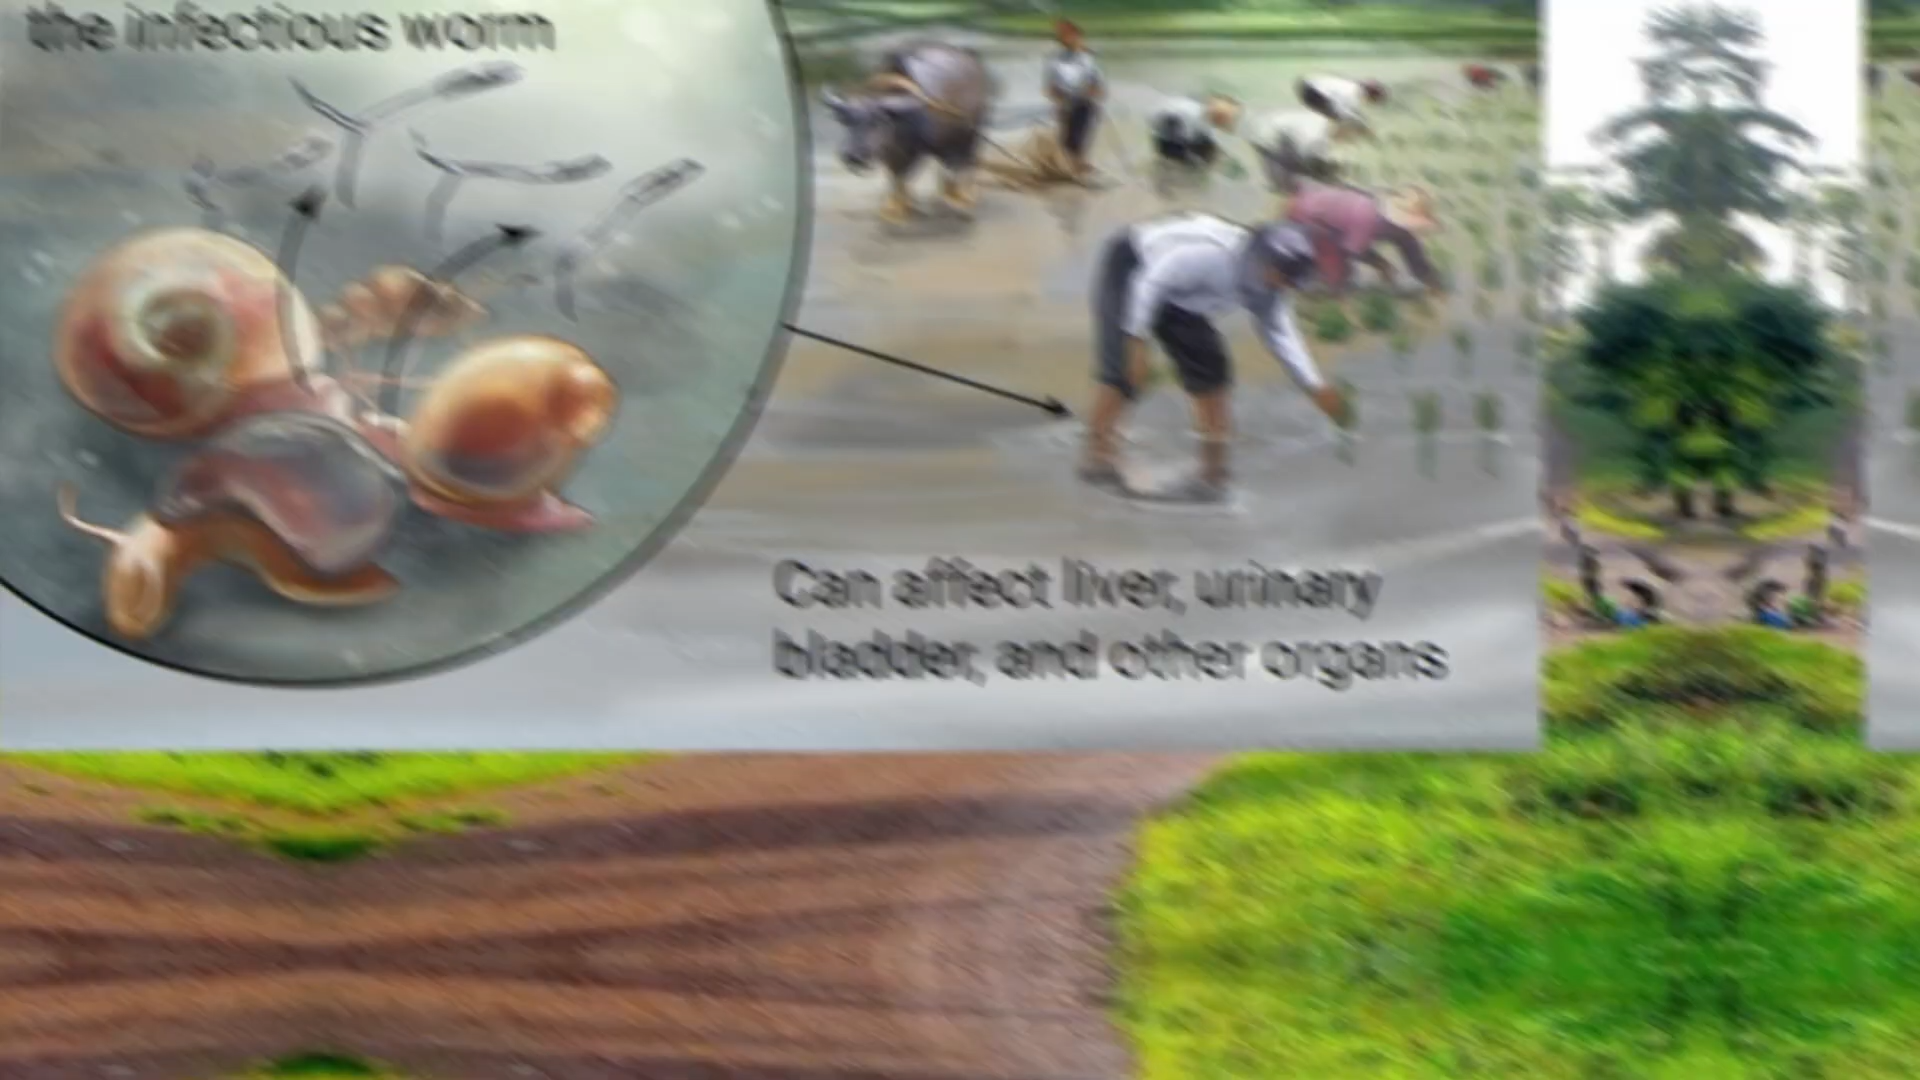 the infectious worm
Can affect liver, urinary
bladder, and other organs